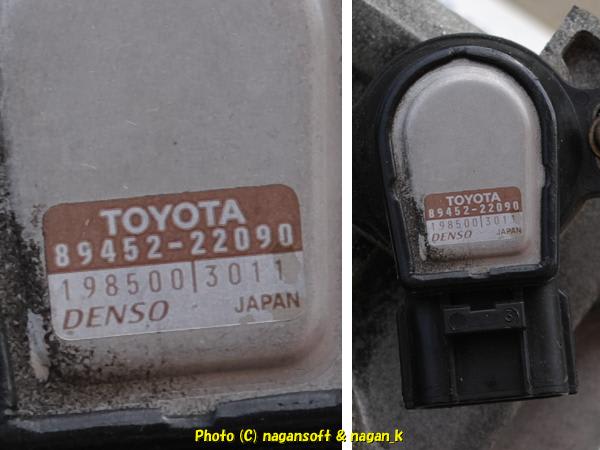 TOYOTA
89452-22090
198500 3011
DENSO JAPAN
TOYOTA
89452-22090
198500 3011
DENSO JAPAN
Photo (C) nagansoft & nagan_k